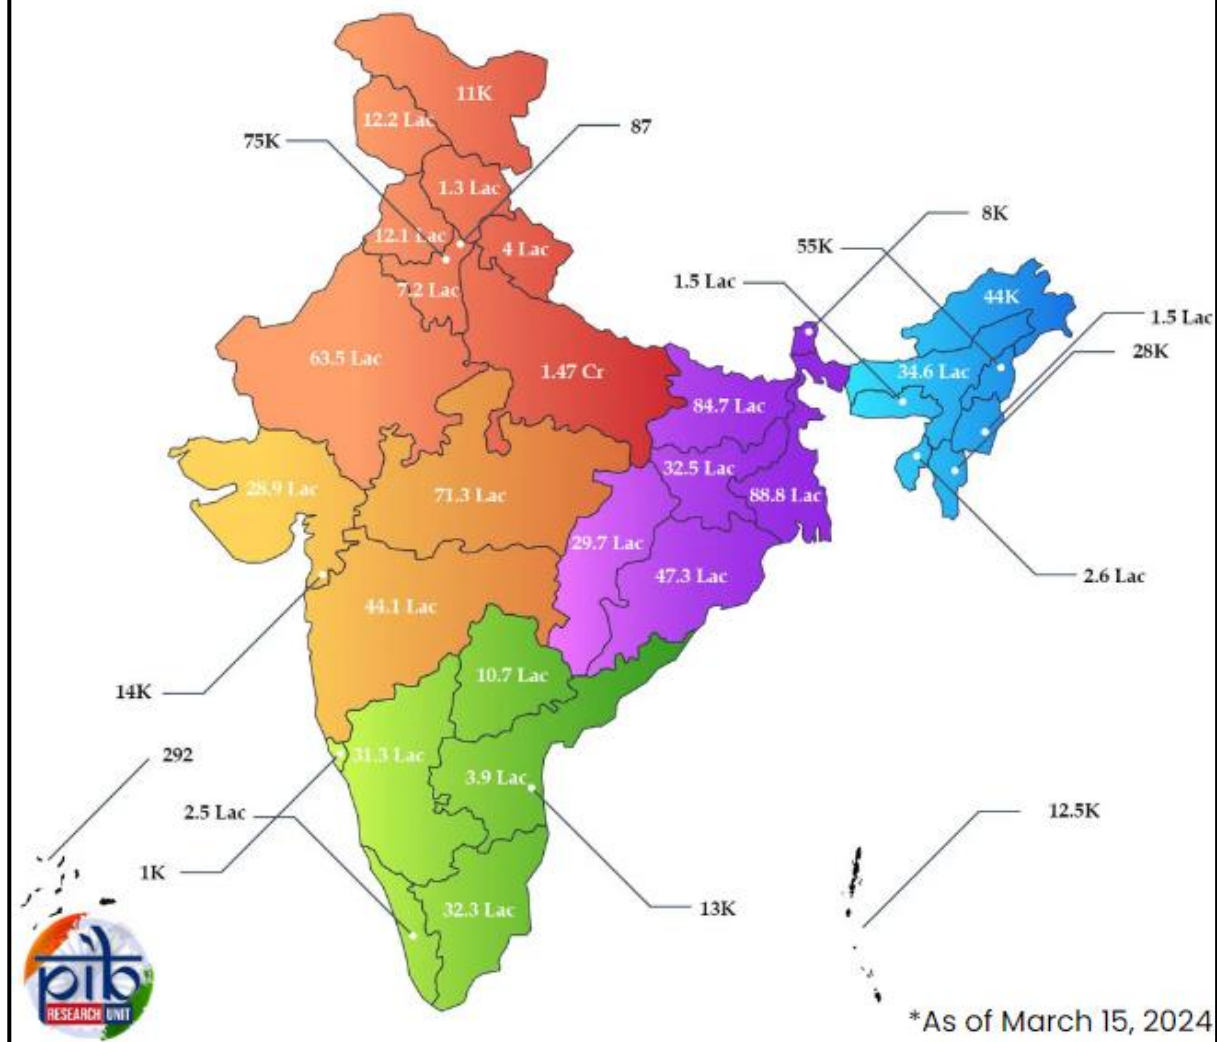 11K
12.2 Lac
75K
87
1.3 Lac
12.1 Lac
4 Lac
7.2 Lac
8K
55K
1.5 Lac
44K
1.5 Lac
28K
63.5 Lac
1.47 Cr
34.6 Lac
84.7 Lac
32.5 Lac
88.8 Lac
28.9 Lac
71.3 Lac
29.7 Lac
47.3 Lac
2.6 Lac
44.1 Lac
14K
10.7 Lac
292
31.3 Lac
3.9 Lac
2.5 Lac
12.5K
1K
32.3 Lac
13K
pib
RESEARCH UNIT
*As of March 15, 2024